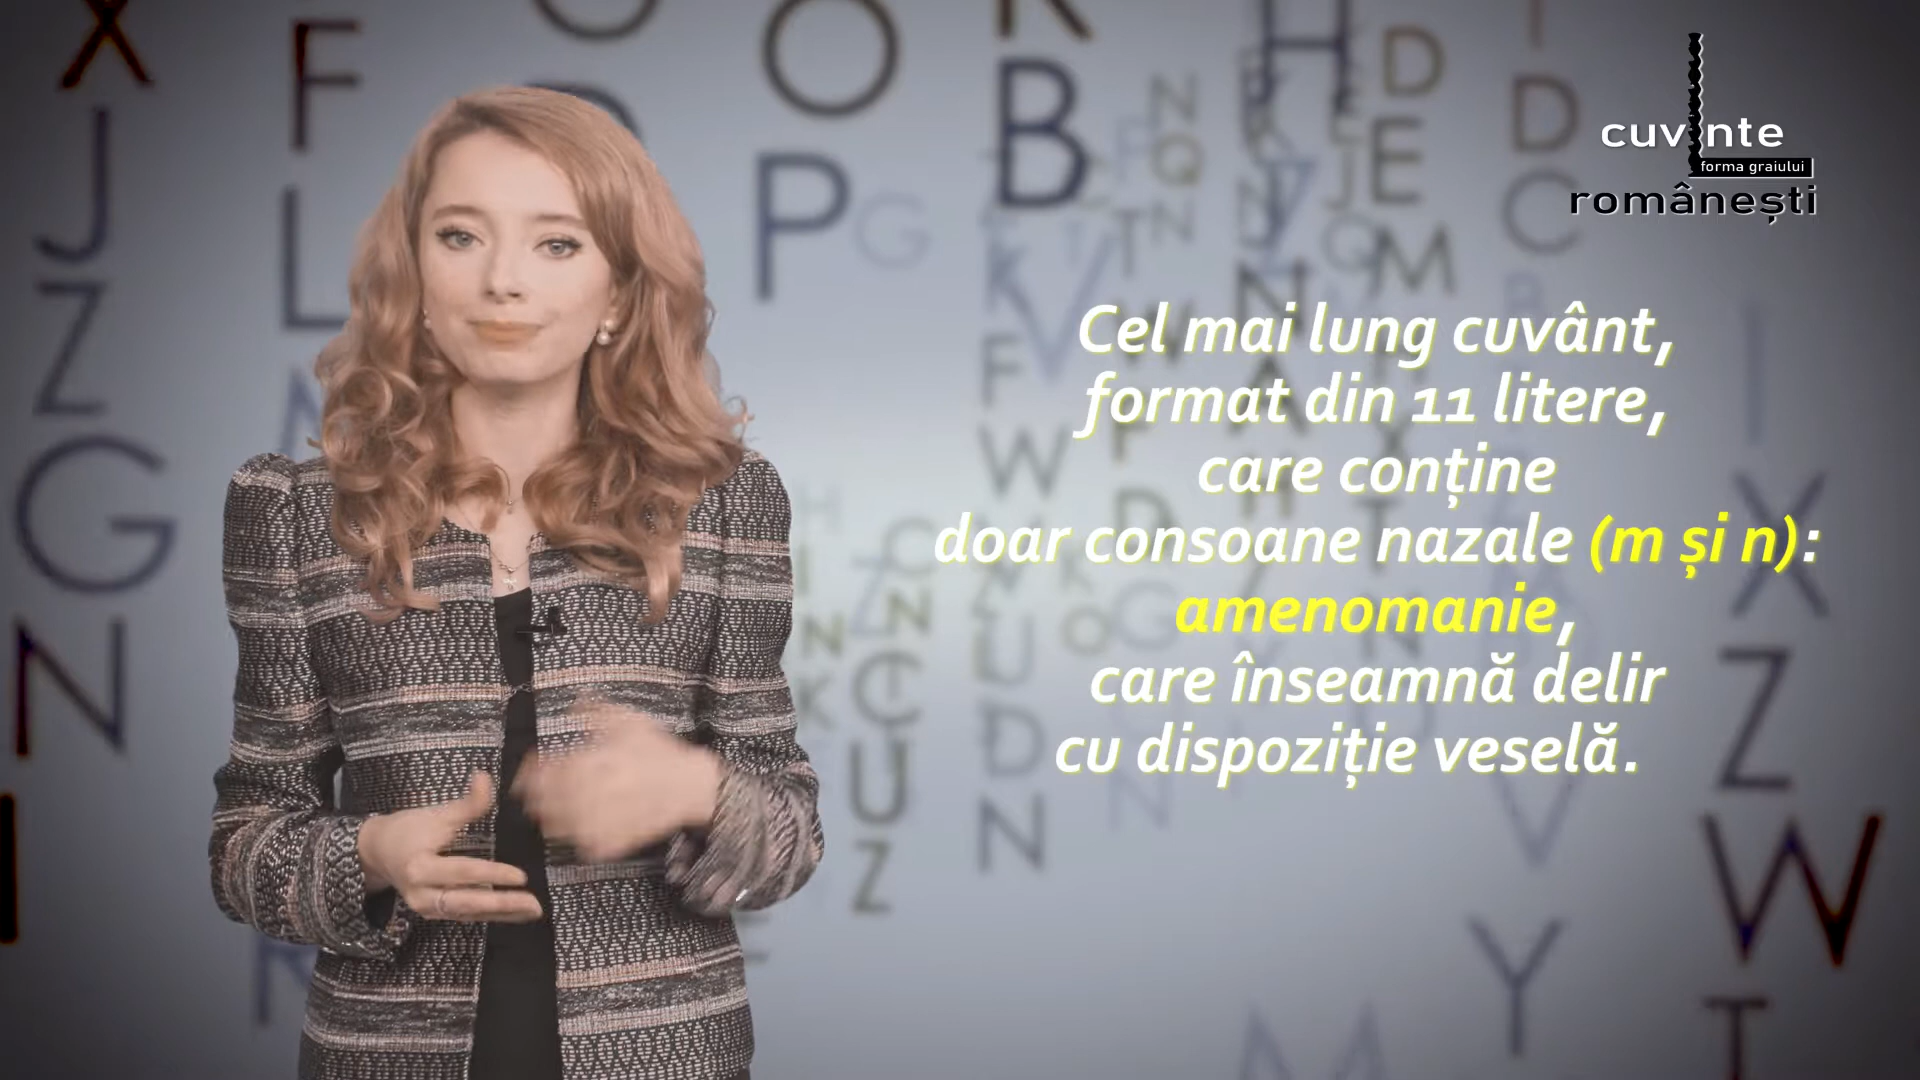 cuvinte
forma graiului
românești
Cel mai lung cuvânt,
format din 11 litere,
care conține
doar consoane nazale (m și n):
amenomanie,
care înseamnă delir
cu dispoziție veselă.